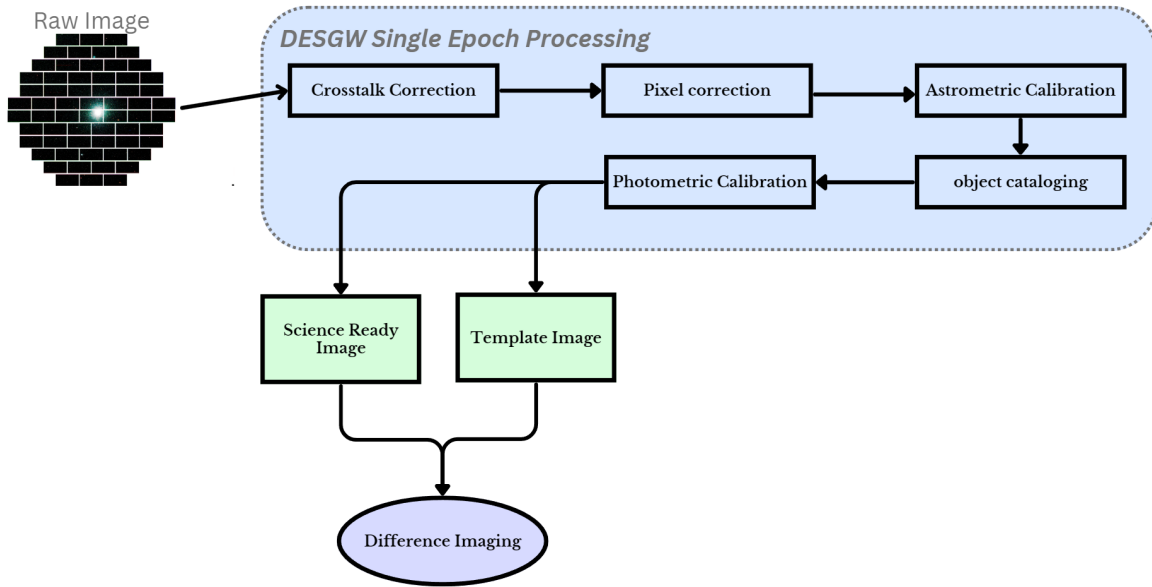 Raw Image
DESGW Single Epoch Processing
Crosstalk Correction
Pixel correction
Astrometric Calibration
Photometric Calibration
object cataloging
Science Ready
Image
Template Image
Difference Imaging